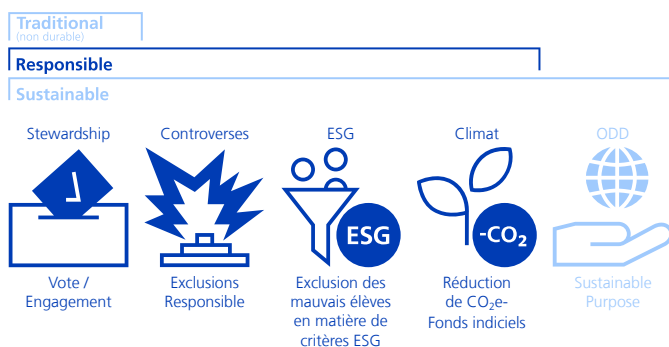 Traditional
(non durable)
Responsible
Sustainable
Stewardship
Controverses
ESG
Climat
ODD
ESG
-CO₂
Vote /
Engagement
Exclusions
Responsible
Exclusion des
mauvais élèves
en matière de
critères ESG
Réduction
de CO₂e-
Fonds indiciels
Sustainable
Purpose